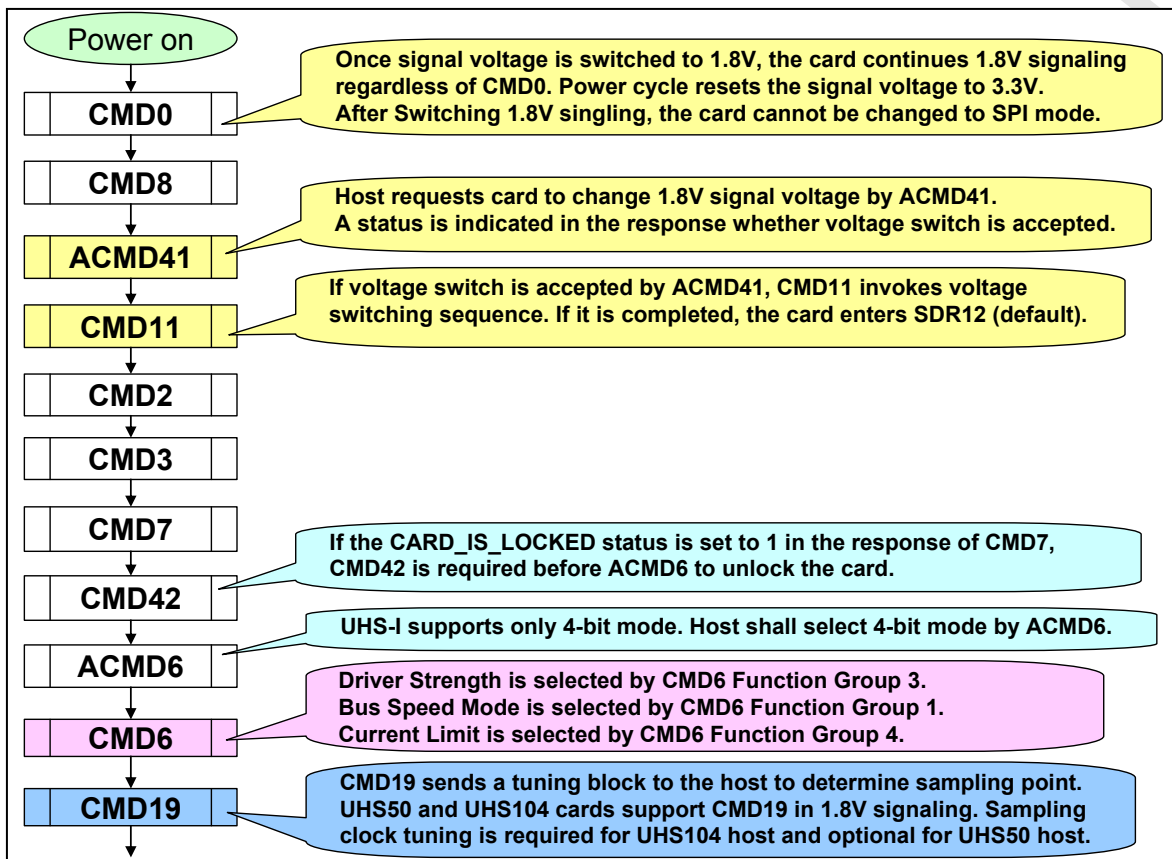 Power on
Once signal voltage is switched to 1.8V, the card continues 1.8V signaling
regardless of CMD0. Power cycle resets the signal voltage to 3.3V.
After Switching 1.8V singling, the card cannot be changed to SPI mode.
CMD0
CMD8
Host requests card to change 1.8V signal voltage by ACMD41.
A status is indicated in the response whether voltage switch is accepted.
ACMD41
If voltage switch is accepted by ACMD41, CMD11 invokes voltage
switching sequence. If it is completed, the card enters SDR12 (default).
CMD11
CMD2
CMD3
CMD7
If the CARD_IS_LOCKED status is set to 1 in the response of CMD7,
CMD42 is required before ACMD6 to unlock the card.
CMD42
UHS-I supports only 4-bit mode. Host shall select 4-bit mode by ACMD6.
ACMD6
Driver Strength is selected by CMD6 Function Group 3.
Bus Speed Mode is selected by CMD6 Function Group 1.
Current Limit is selected by CMD6 Function Group 4.
CMD6
CMD19 sends a tuning block to the host to determine sampling point.
UHS50 and UHS104 cards support CMD19 in 1.8V signaling. Sampling
clock tuning is required for UHS104 host and optional for UHS50 host.
CMD19